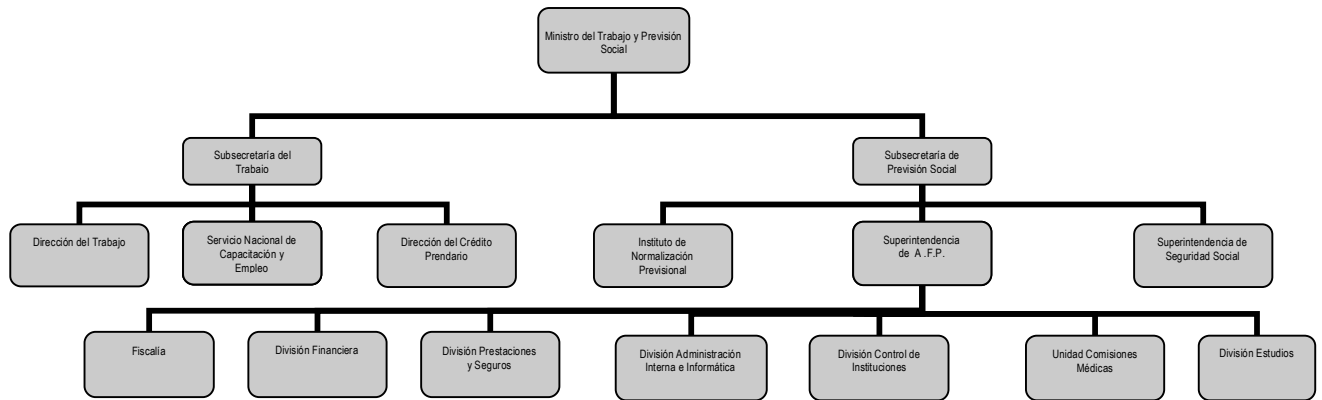 Ministro del Trabajo y Previsión
Social
Subsecretaría del
Trabaio
Subsecretaría de
Previsión Social
Dirección del Trabajo
Servicio Nacional de
Capacitación y
Empleo
Dirección del Crédito
Prendario
Instituto de
Normalización
Previsional
Superintendencia
de A .F.P.
Superintendencia de
Seguridad Social
Fiscalía
División Financiera
División Prestaciones
y Seguros
División Administración
Interna e Informática
División Control de
Instituciones
Unidad Comisiones
Médicas
División Estudios